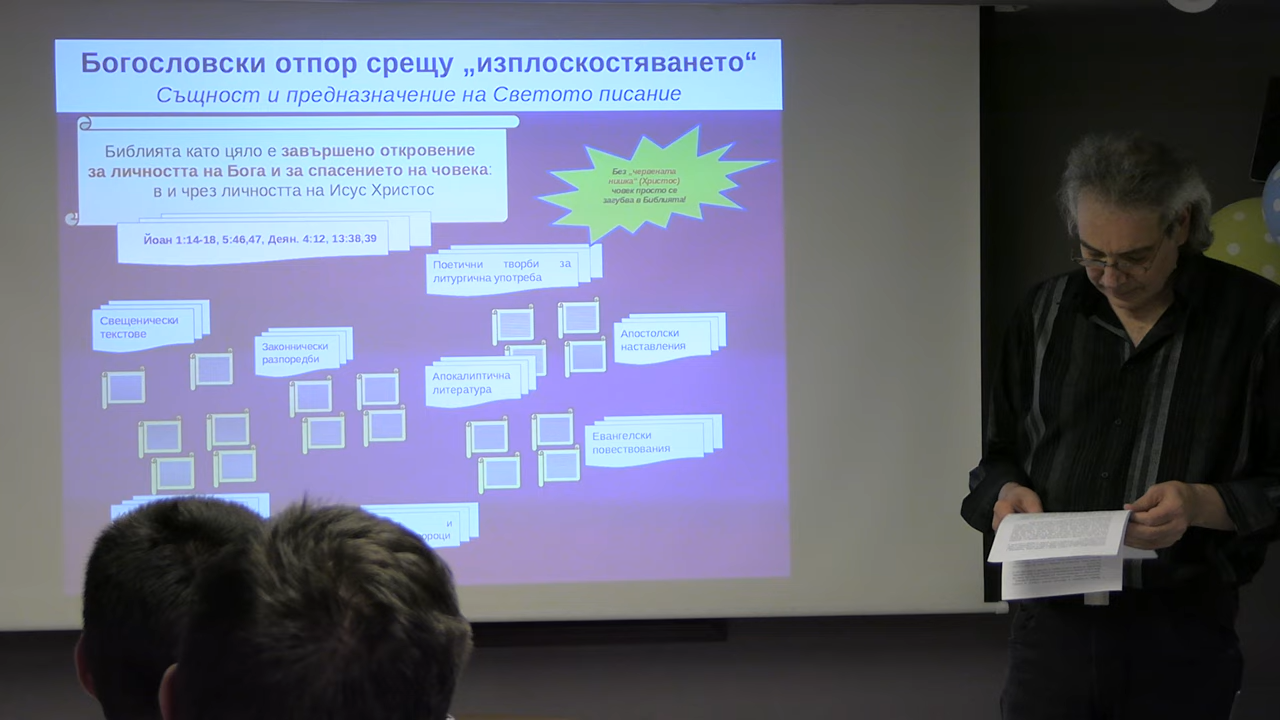 Богословски отпор срещу „изплоскостяването“
Същност и предназначение на Светото писание
Библията като цяло е завършено откровение
за личността на Бога и за спасението на човека:
в и чрез личността на Исус Христос
Без „червената
нишка“ (Христос)
човек просто се
загубва в Библията!
Йоан 1:14-18, 5:46,47, Деян. 4:12, 13:38,39
Поетични творби за
литургична употреба
Свещенически
текстове
Законнически
разпоредби
Апостолски
наставления
Апокалиптична
литература
Евангелски
повествования
и